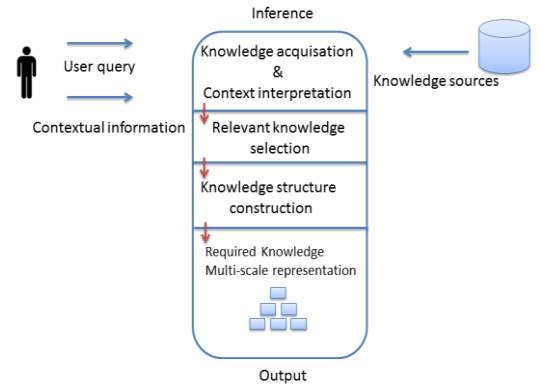 Inference
Knowledge acquisation
&
Context interpretation
User query
Knowledge sources
Contextual information
Relevant knowledge
selection
Knowledge structure
construction
Required Knowledge
Multi-scale representation
Output